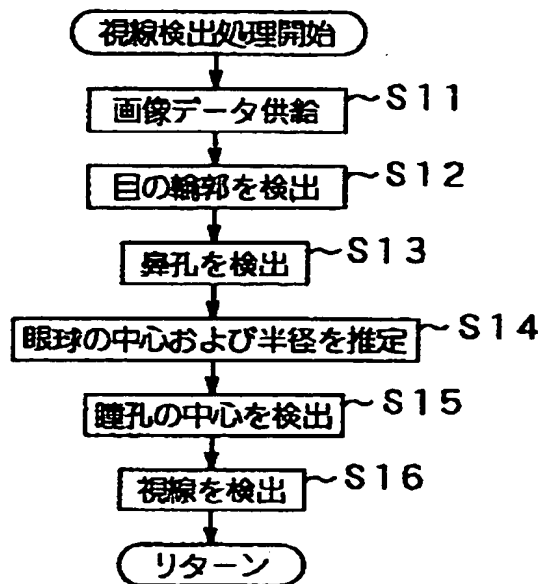 視線検出処理開始
画像データ供給 S11
目の輪郭を検出 S12
鼻孔を検出 S13
眼球の中心および半径を推定 S14
瞳孔の中心を検出 S15
視線を検出 S16
リターン